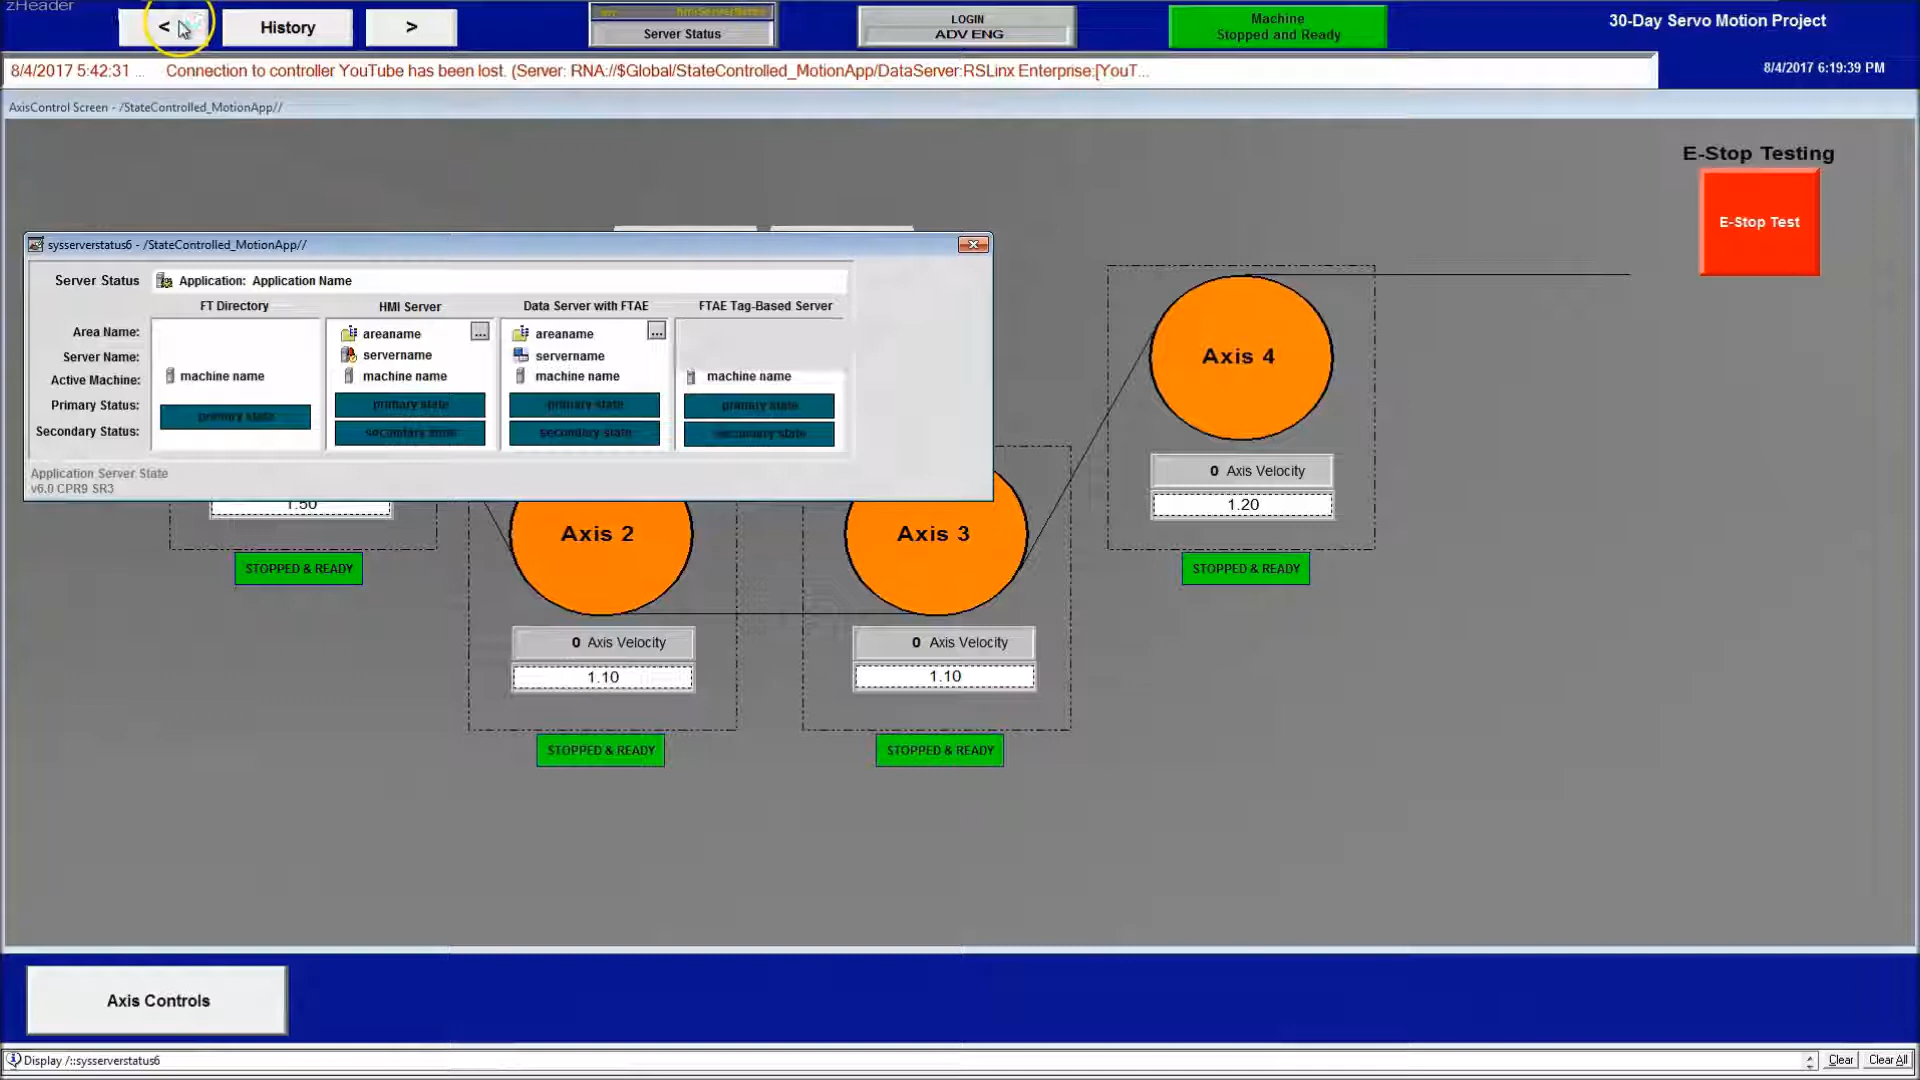 zHeader
<
History
>
Server Status
LOGIN
ADV ENG
Machine
Stopped and Ready
30-Day Servo Motion Project
8/4/2017 5:42:31 ... Connection to controller YouTube has been lost. (Server: RNA://$Global/StateControlled_MotionApp/DataServer:RSLinx Enterprise:[YouT...
8/4/2017 6:19:39 PM
AxisControl Screen - /StateControlled_MotionApp//
E-Stop Testing
E-Stop Test
sysserverstatus6 - /StateControlled_MotionApp//
Server Status Application: Application Name
FT Directory HMI Server Data Server with FTAE FTAE Tag-Based Server
Area Name: areaname ... areaname ...
Server Name: servername servername
Active Machine: machine name machine name machine name machine name
Primary Status: primary state primary state primary state primary state
Secondary Status: secondary state secondary state secondary state
Application Server State
v6.0 CPR9 SR3
Axis 4
0 Axis Velocity
1.20
STOPPED & READY
1.50
STOPPED & READY
Axis 2
0 Axis Velocity
1.10
STOPPED & READY
Axis 3
0 Axis Velocity
1.10
STOPPED & READY
Axis Controls
Display /::sysserverstatus6
Clear
Clear All